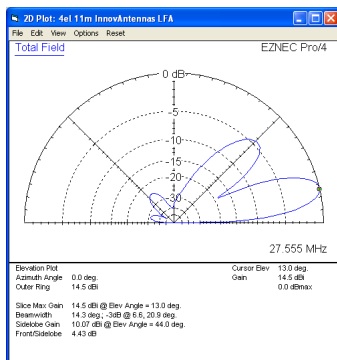 2D Plot: 4el 11m InnovAntennas LFA
File Edit View Options Reset
Total Field EZNEC Pro/4
0 dB
-5
-10
-15
-20
-30
27.555 MHz
Elevation Plot Cursor Elev 13.0 deg.
Azimuth Angle 0.0 deg. Gain 14.5 dBi
Outer Ring 14.5 dBi 0.0 dBmax
Slice Max Gain 14.5 dBi @ Elev Angle = 13.0 deg.
Beamwidth 14.3 deg.; -3dB @ 6.6, 20.9 deg.
Sidelobe Gain 10.07 dBi @ Elev Angle = 44.0 deg.
Front/Sidelobe 4.43 dB